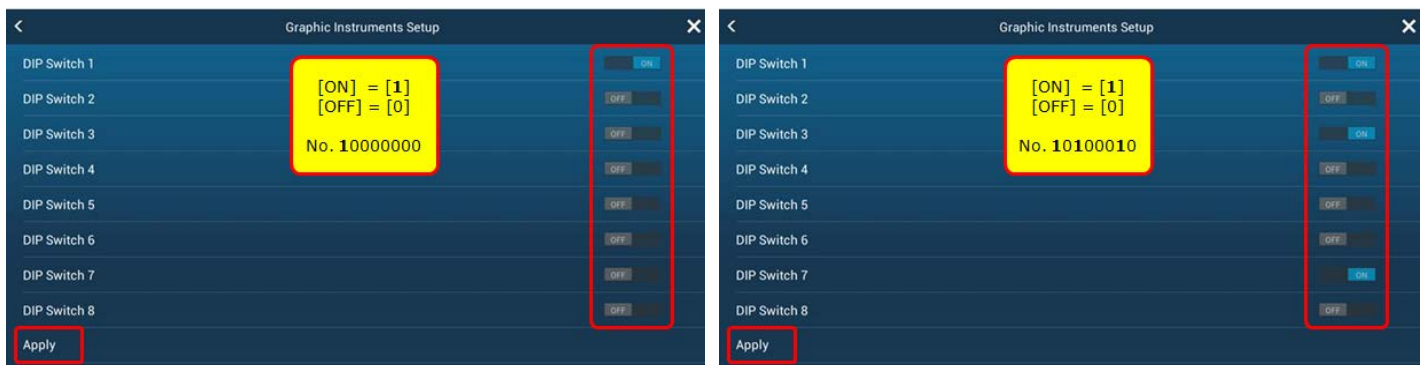 Graphic Instruments Setup
DIP Switch 1 ON
DIP Switch 2 OFF
DIP Switch 3 OFF
DIP Switch 4 OFF
DIP Switch 5 OFF
DIP Switch 6 OFF
DIP Switch 7 OFF
DIP Switch 8 OFF
Apply
[ON] = [1]
[OFF] = [0]
No. 10000000
Graphic Instruments Setup
DIP Switch 1 ON
DIP Switch 2 OFF
DIP Switch 3 ON
DIP Switch 4 OFF
DIP Switch 5 OFF
DIP Switch 6 OFF
DIP Switch 7 ON
DIP Switch 8 OFF
Apply
[ON] = [1]
[OFF] = [0]
No. 10100010